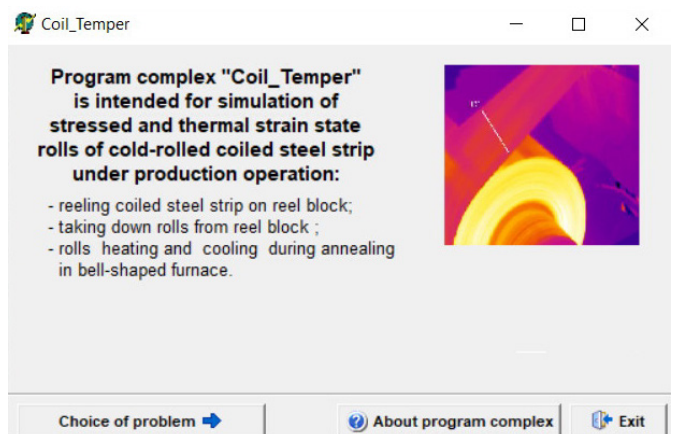 Coil_Temper
Program complex "Coil_Temper"
is intended for simulation of
stressed and thermal strain state
rolls of cold-rolled coiled steel strip
under production operation:
- reeling coiled steel strip on reel block;
- taking down rolls from reel block ;
- rolls heating and cooling during annealing
in bell-shaped furnace.
Choice of problem
About program complex
Exit